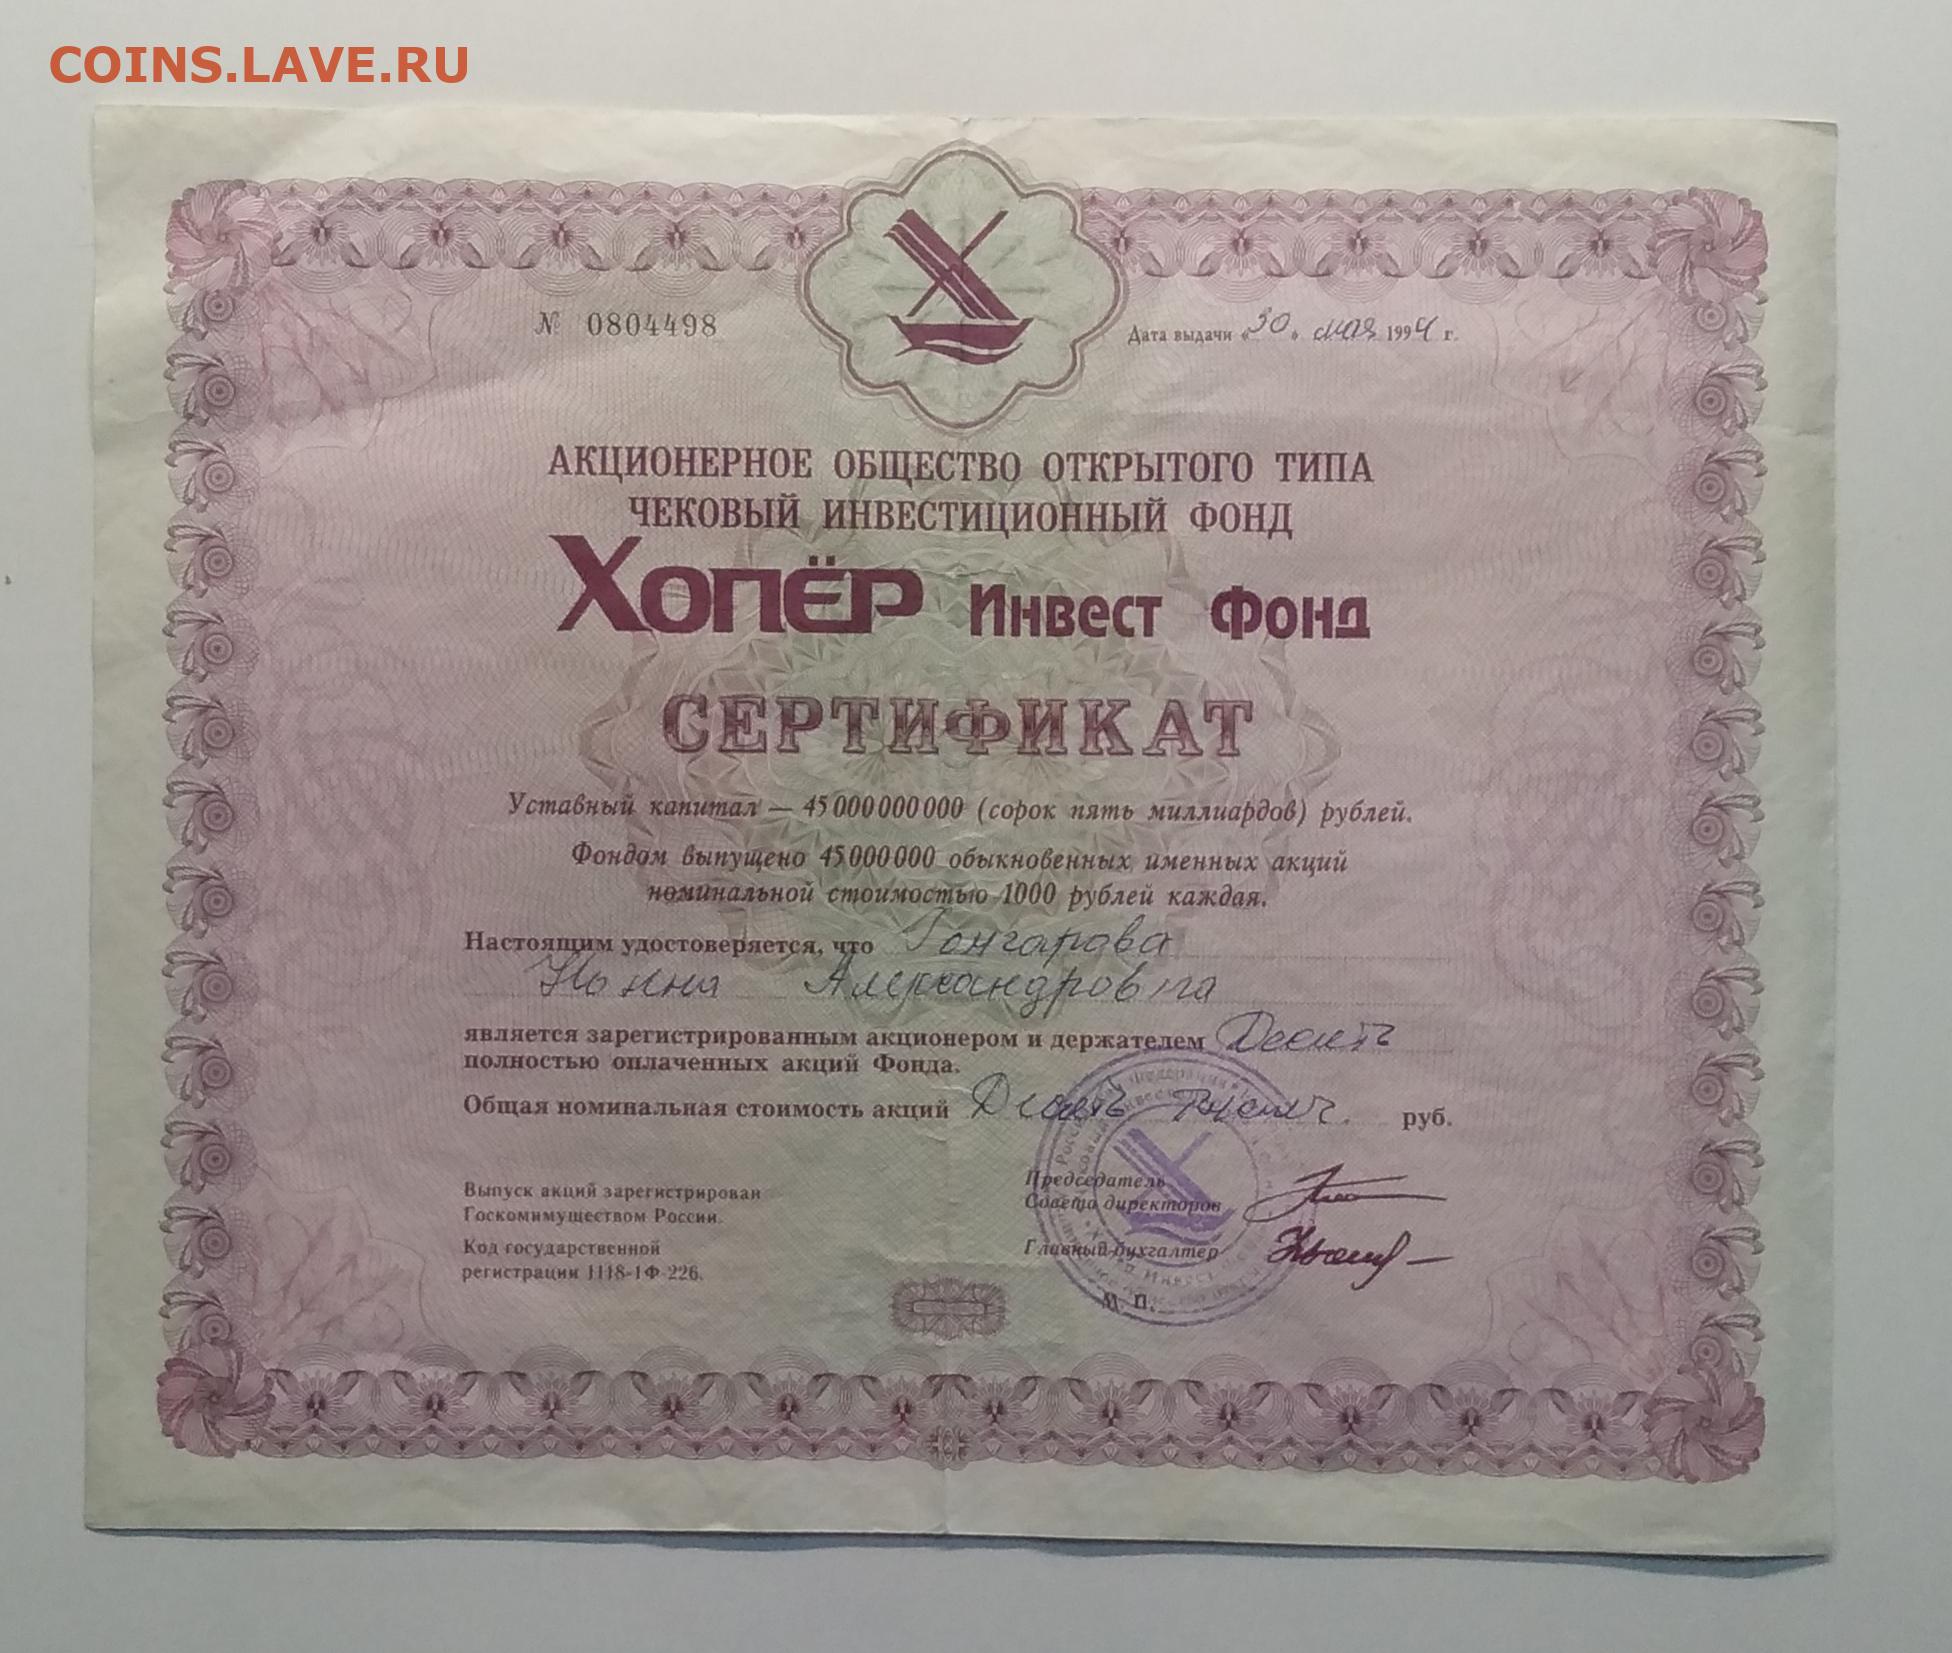 COINS.LAVE.RU
№ 0804498
Дата выдачи «30» мая 1994 г.
АКЦИОНЕРНОЕ ОБЩЕСТВО ОТКРЫТОГО ТИПА
ЧЕКОВЫЙ ИНВЕСТИЦИОННЫЙ ФОНД
ХОПЁР Инвест Фонд
СЕРТИФИКАТ
Уставный капитал — 45 000 000 000 (сорок пять миллиардов) рублей.
Фондом выпущено 45 000 000 обыкновенных именных акций
номинальной стоимостью 1000 рублей каждая.
Настоящим удостоверяется, что Гончарова
Нонна Александровна
является зарегистрированным акционером и держателем Десять
полностью оплаченных акций Фонда.
Общая номинальная стоимость акций Десять тысяч. руб.
Выпуск акций зарегистрирован
Госкомимуществом России.
Код государственной
регистрации 1118-1Ф-226.
Председатель
Совета директоров
Главный бухгалтер
М. П.